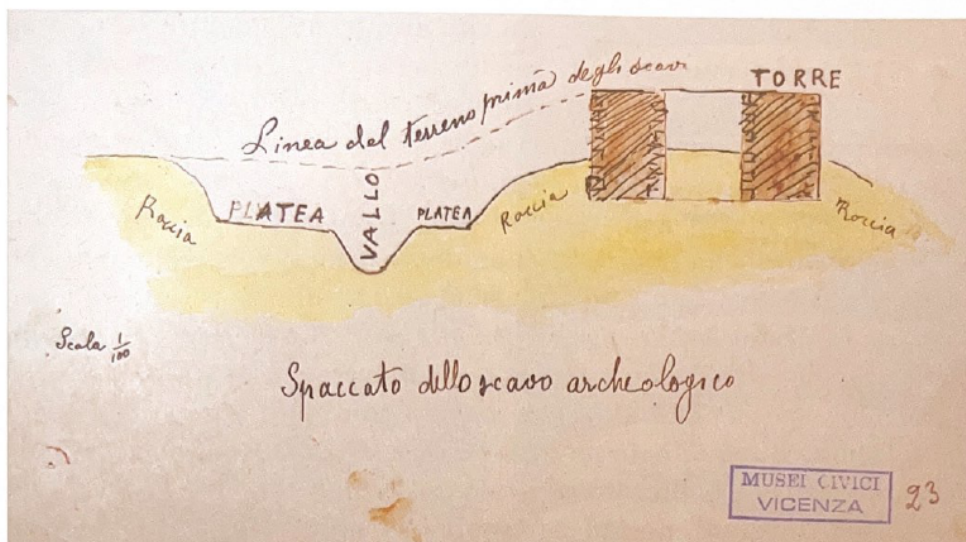 Linea del terreno prima degli scavi
TORRE
Roccia
PLATEA
VALLO
PLATEA
Roccia
Roccia
Scala 1/100
Spaccato dello scavo archeologico
MUSEI CIVICI
VICENZA
23